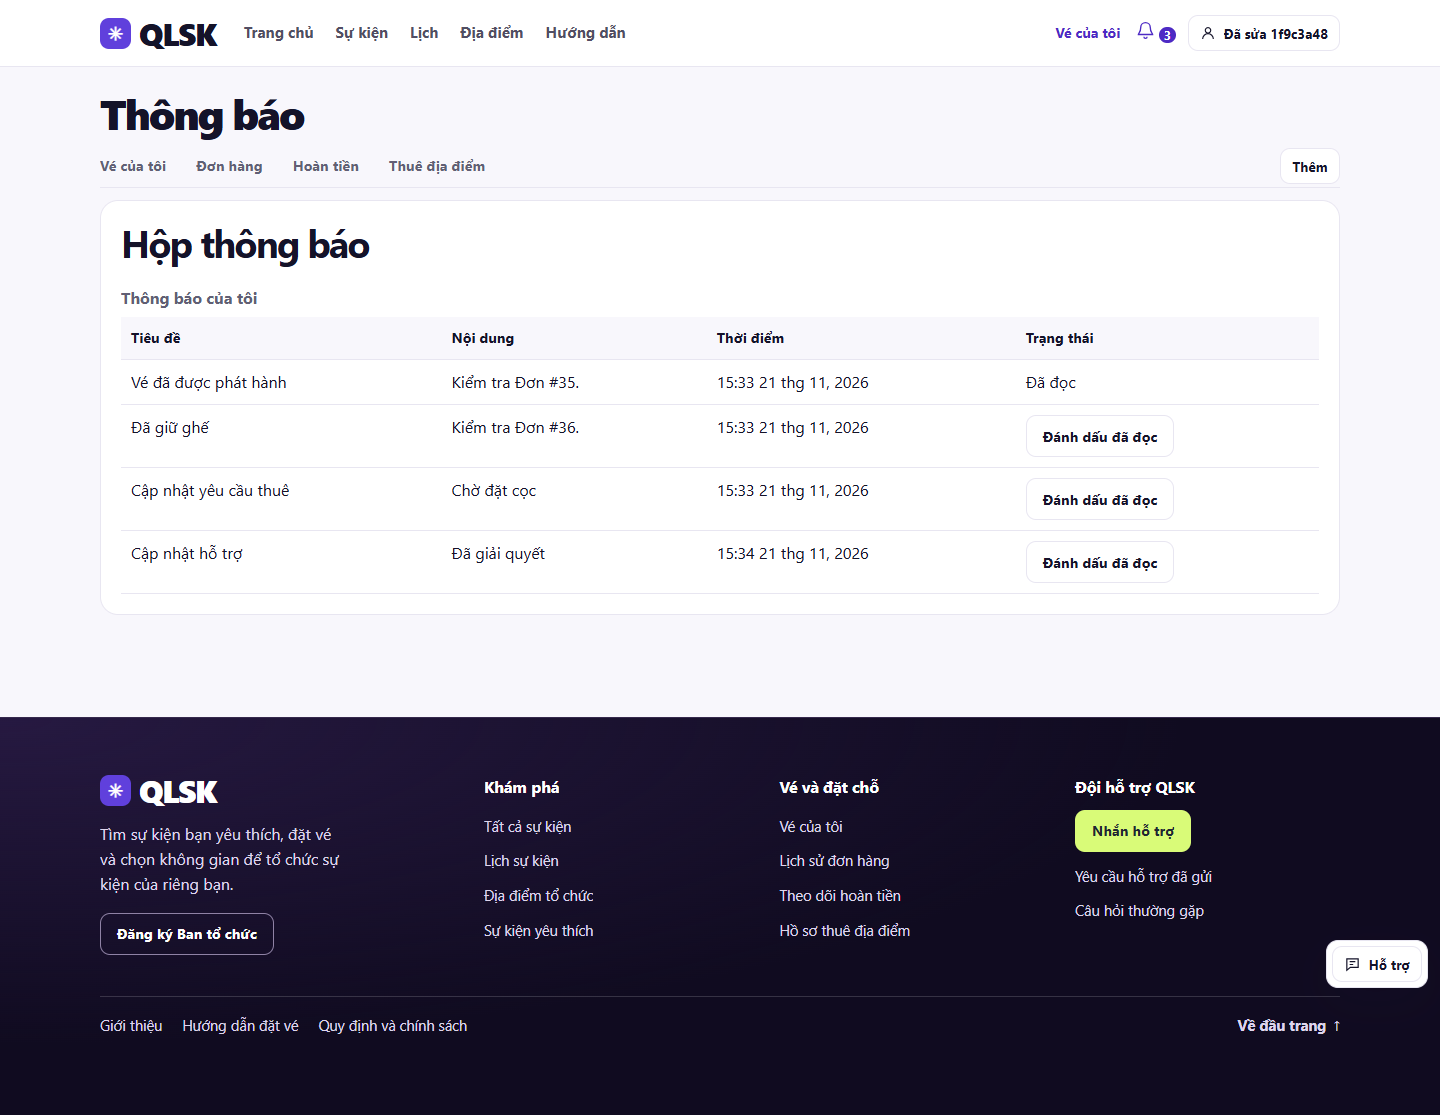 QLSK Trang chủ Sự kiện Lịch Địa điểm Hướng dẫn Vé của tôi 3 Đã sửa 1f9c3a48
Thông báo
Vé của tôi Đơn hàng Hoàn tiền Thuê địa điểm Thêm
Hộp thông báo
Thông báo của tôi
Tiêu đề Nội dung Thời điểm Trạng thái
Vé đã được phát hành Kiểm tra Đơn #35. 15:33 21 thg 11, 2026 Đã đọc
Đã giữ ghế Kiểm tra Đơn #36. 15:33 21 thg 11, 2026 Đánh dấu đã đọc
Cập nhật yêu cầu thuê Chờ đặt cọc 15:33 21 thg 11, 2026 Đánh dấu đã đọc
Cập nhật hỗ trợ Đã giải quyết 15:34 21 thg 11, 2026 Đánh dấu đã đọc
QLSK
Tìm sự kiện bạn yêu thích, đặt vé
và chọn không gian để tổ chức sự
kiện của riêng bạn.
Đăng ký Ban tổ chức
Khám phá
Tất cả sự kiện
Lịch sự kiện
Địa điểm tổ chức
Sự kiện yêu thích
Vé và đặt chỗ
Vé của tôi
Lịch sử đơn hàng
Theo dõi hoàn tiền
Hồ sơ thuê địa điểm
Đội hỗ trợ QLSK
Nhắn hỗ trợ
Yêu cầu hỗ trợ đã gửi
Câu hỏi thường gặp
Hỗ trợ
Giới thiệu Hướng dẫn đặt vé Quy định và chính sách Về đầu trang ↑